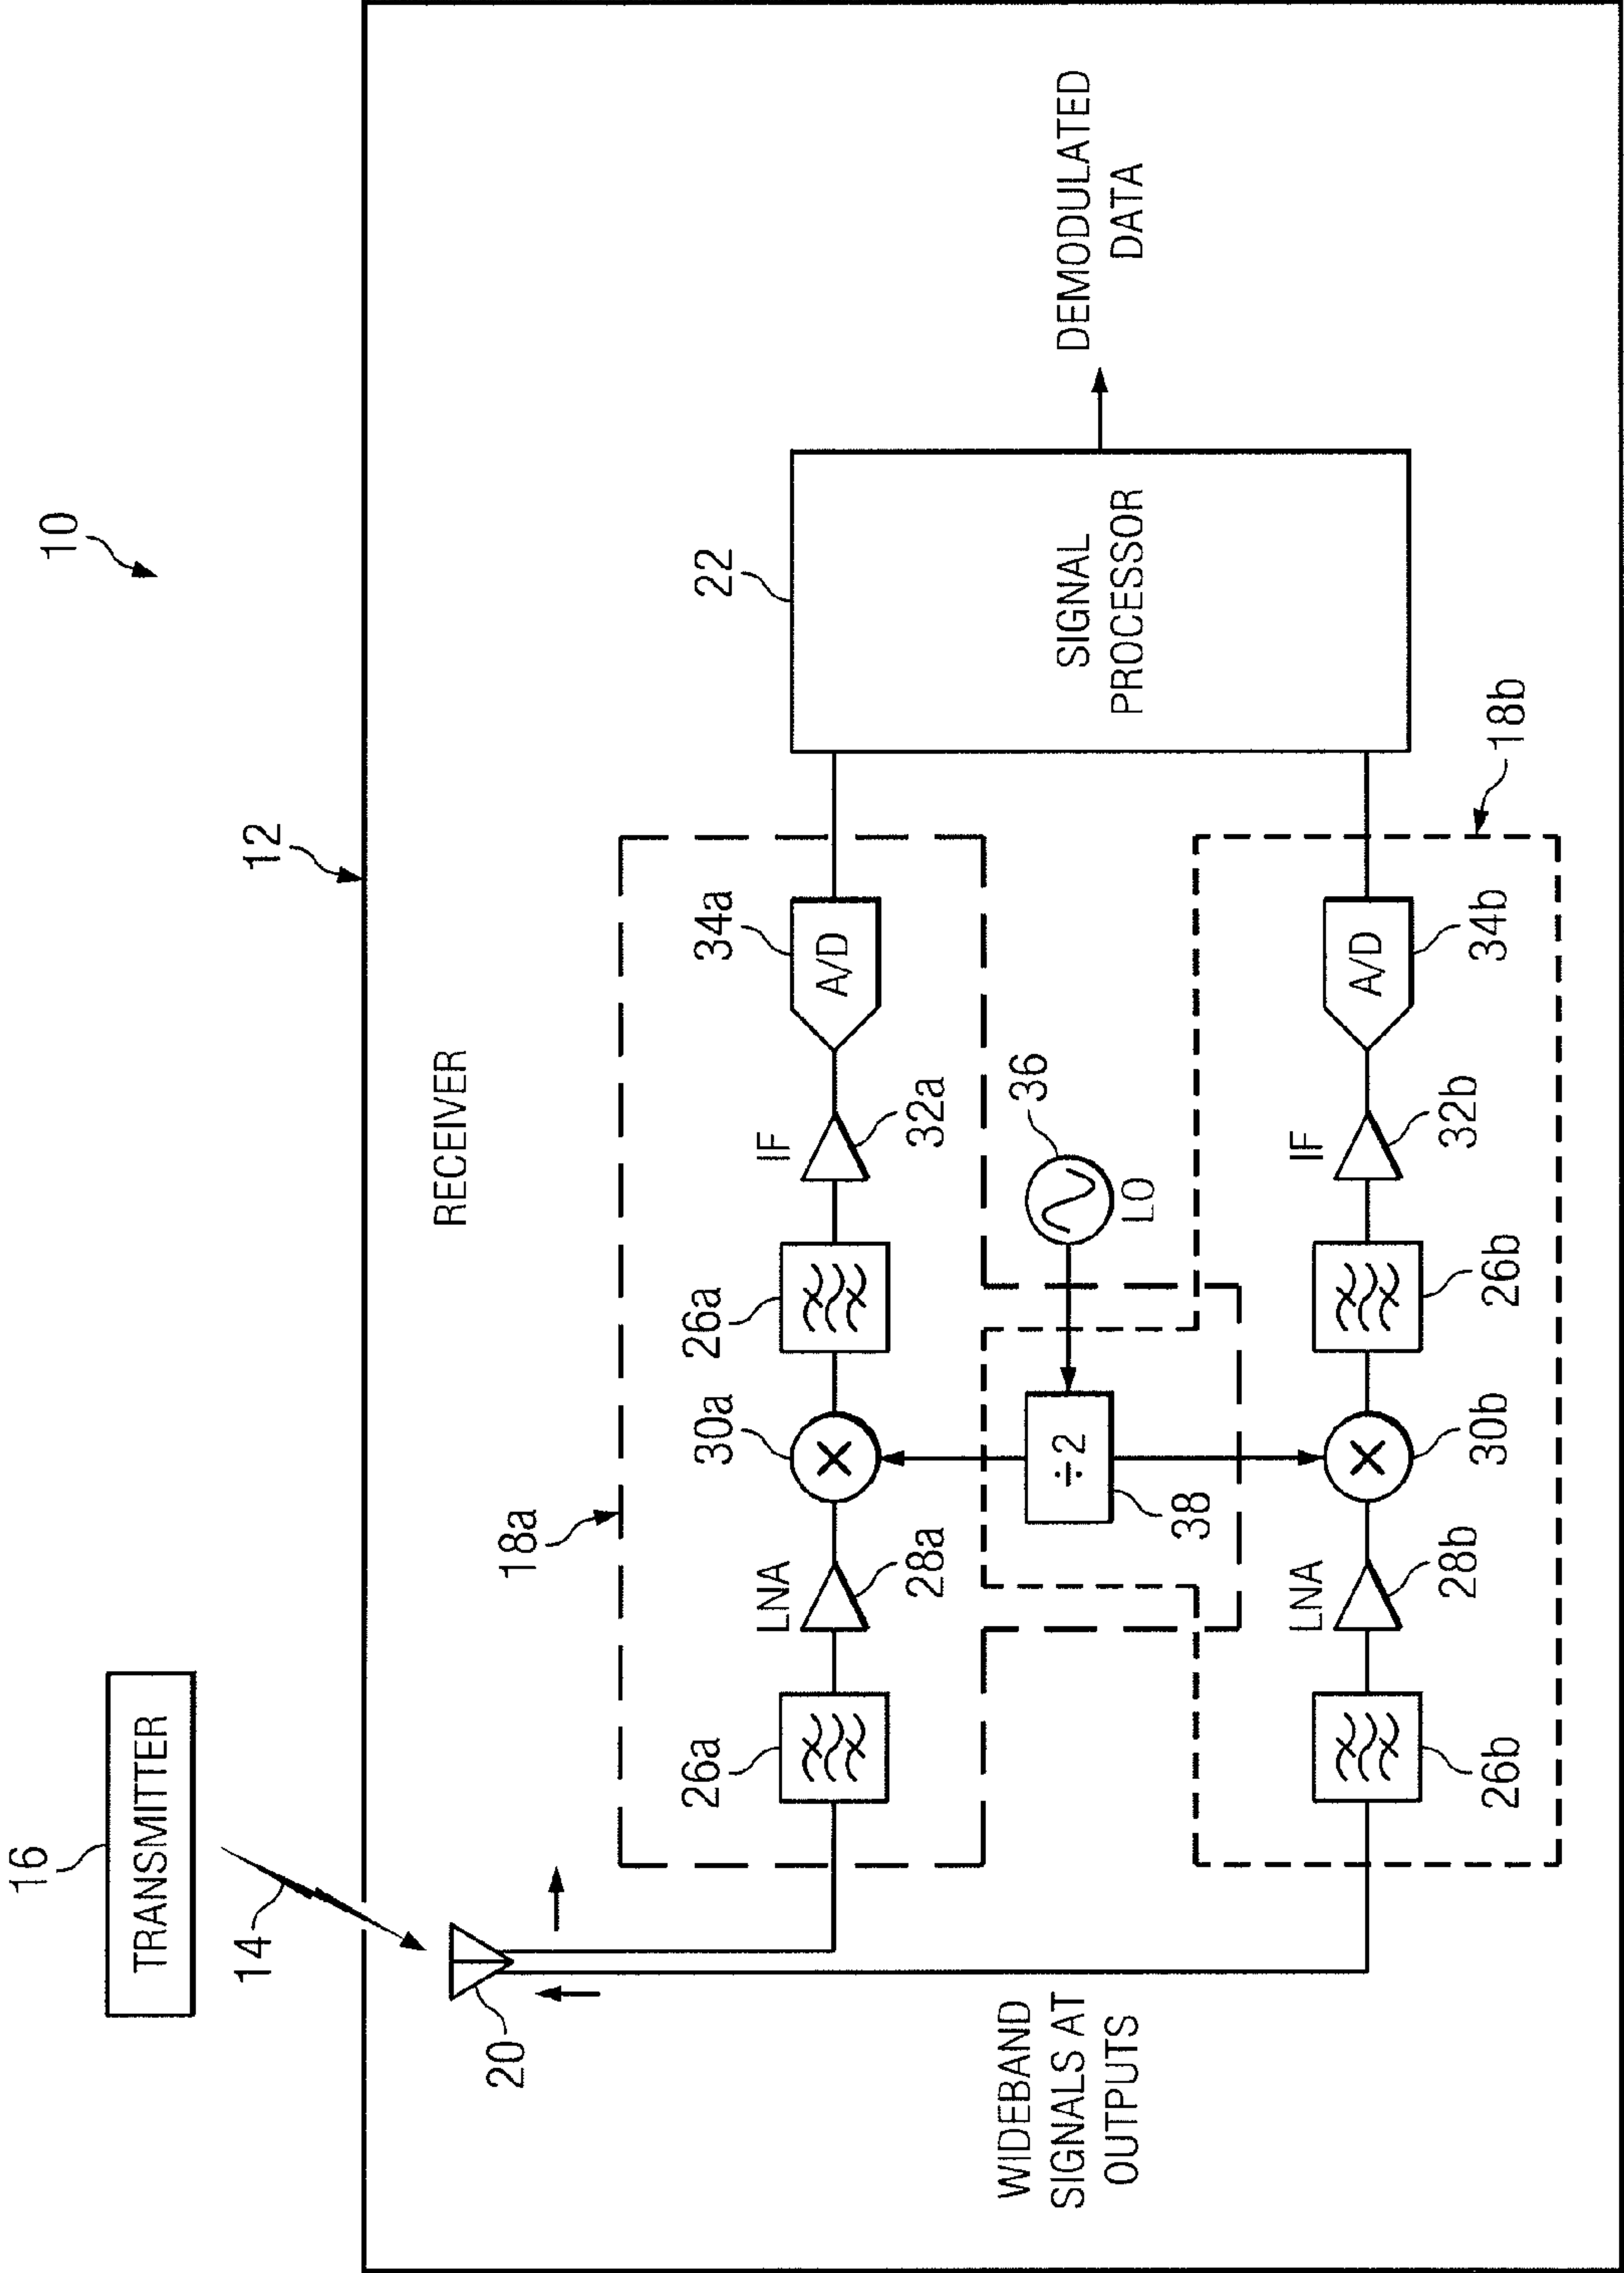 10
16
TRANSMITTER
14
12
RECEIVER
20
18a
26a
LNA
28a
30a
26a
IF
32a
34a
A/D
22
SIGNAL
PROCESSOR
DEMODULATED
DATA
36
LO
÷2
38
WIDEBAND
SIGNALS AT
OUTPUTS
18b
26b
LNA
28b
30b
26b
IF
32b
34b
A/D